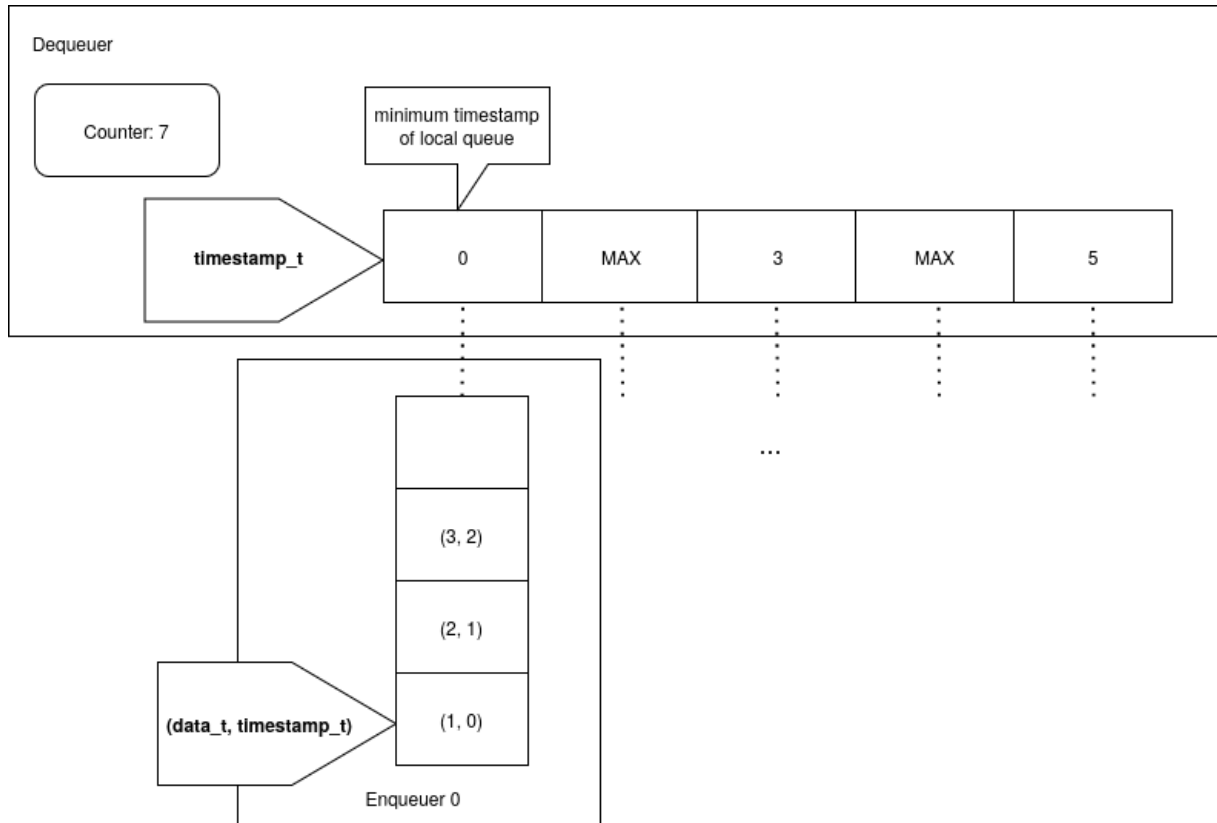 Dequeuer
Counter: 7
minimum timestamp
of local queue
timestamp_t
0
MAX
3
MAX
5
...
(3, 2)
(2, 1)
(1, 0)
(data_t, timestamp_t)
Enqueuer 0